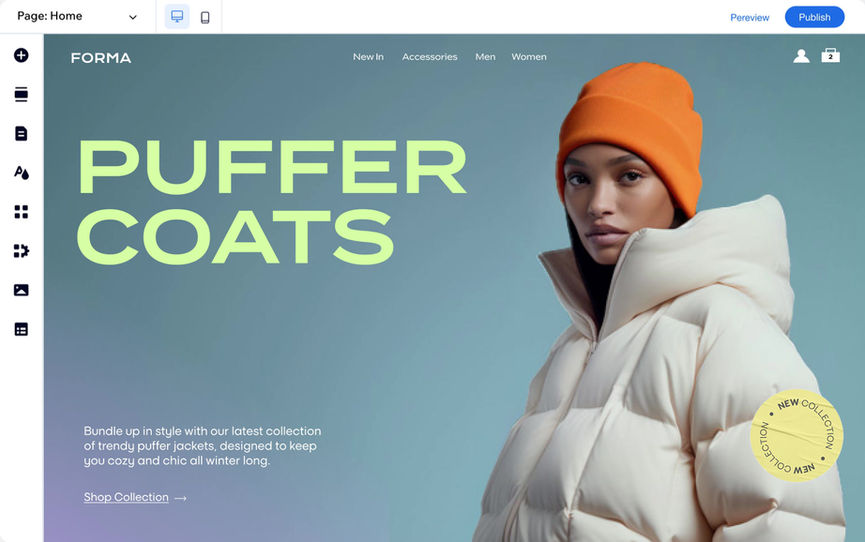 Page: Home
Pereview
Publish
FORMA
New In
Accessories
Men
Women
2
PUFFER
COATS
Bundle up in style with our latest collection
of trendy puffer jackets, designed to keep
you cozy and chic all winter long.
Shop Collection →
NEW COLLECTION • NEW COLLECTION •